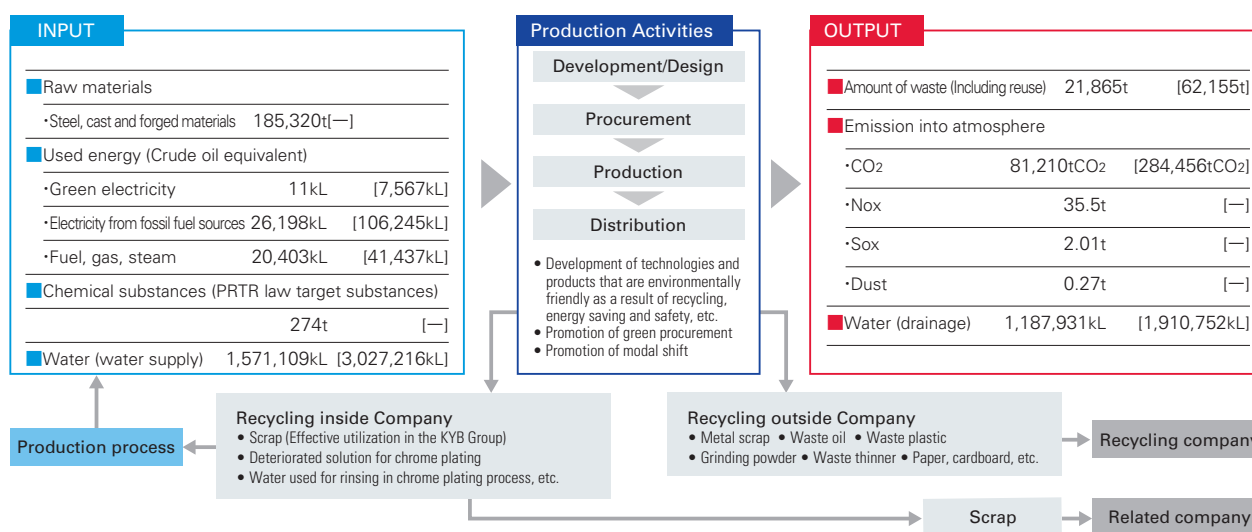 INPUT
■Raw materials
・Steel, cast and forged materials 185,320t[—]
■Used energy (Crude oil equivalent)
・Green electricity 11kL [7,567kL]
・Electricity from fossil fuel sources 26,198kL [106,245kL]
・Fuel, gas, steam 20,403kL [41,437kL]
■Chemical substances (PRTR law target substances)
274t [—]
■Water (water supply) 1,571,109kL [3,027,216kL]
Production Activities
Development/Design
Procurement
Production
Distribution
• Development of technologies and
products that are environmentally
friendly as a result of recycling,
energy saving and safety, etc.
• Promotion of green procurement
• Promotion of modal shift
OUTPUT
■Amount of waste (Including reuse) 21,865t [62,155t]
■Emission into atmosphere
・CO2 81,210tCO2 [284,456tCO2]
・Nox 35.5t [—]
・Sox 2.01t [—]
・Dust 0.27t [—]
■Water (drainage) 1,187,931kL [1,910,752kL]
Production process
Recycling inside Company
• Scrap (Effective utilization in the KYB Group)
• Deteriorated solution for chrome plating
• Water used for rinsing in chrome plating process, etc.
Recycling outside Company
• Metal scrap • Waste oil • Waste plastic
• Grinding powder • Waste thinner • Paper, cardboard, etc.
Recycling company
Scrap
Related company